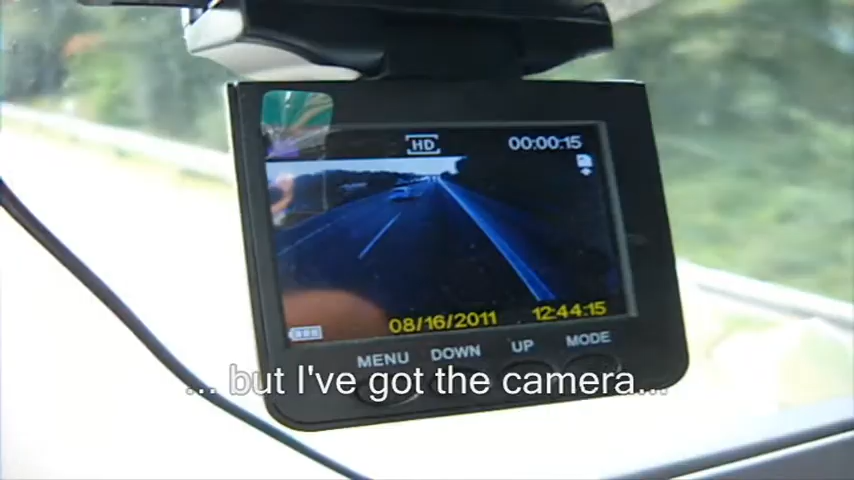 HD 00:00:15
08/16/2011 12:44:15
MENU DOWN UP MODE
... but I've got the camera...